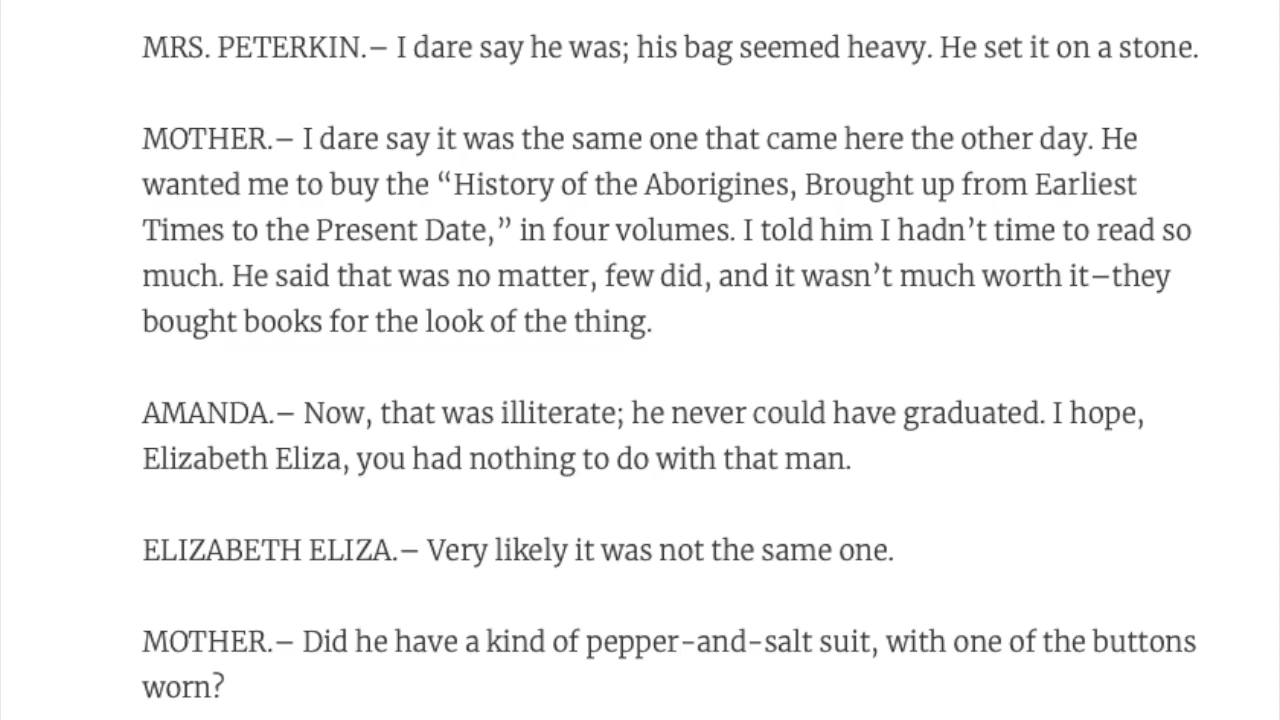 MRS. PETERKIN.– I dare say he was; his bag seemed heavy. He set it on a stone.
MOTHER.– I dare say it was the same one that came here the other day. He
wanted me to buy the “History of the Aborigines, Brought up from Earliest
Times to the Present Date,” in four volumes. I told him I hadn’t time to read so
much. He said that was no matter, few did, and it wasn’t much worth it–they
bought books for the look of the thing.
AMANDA.– Now, that was illiterate; he never could have graduated. I hope,
Elizabeth Eliza, you had nothing to do with that man.
ELIZABETH ELIZA.– Very likely it was not the same one.
MOTHER.– Did he have a kind of pepper-and-salt suit, with one of the buttons
worn?